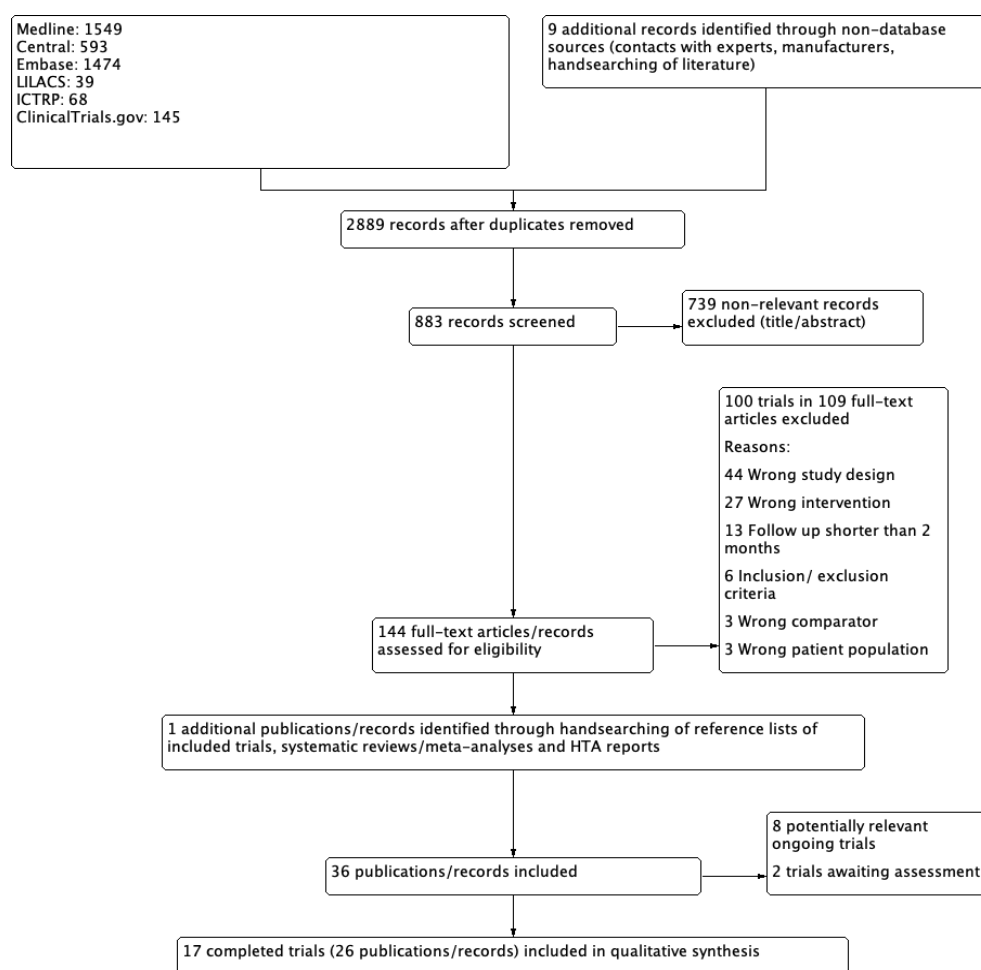 Medline: 1549
Central: 593
Embase: 1474
LILACS: 39
ICTRP: 68
ClinicalTrials.gov: 145
9 additional records identified through non-database
sources (contacts with experts, manufacturers,
handsearching of literature)
2889 records after duplicates removed
883 records screened
739 non-relevant records
excluded (title/abstract)
100 trials in 109 full-text
articles excluded
Reasons:
44 Wrong study design
27 Wrong intervention
13 Follow up shorter than 2
months
6 Inclusion/ exclusion
criteria
3 Wrong comparator
3 Wrong patient population
144 full-text articles/records
assessed for eligibility
1 additional publications/records identified through handsearching of reference lists of
included trials, systematic reviews/meta-analyses and HTA reports
8 potentially relevant
ongoing trials
2 trials awaiting assessment
36 publications/records included
17 completed trials (26 publications/records) included in qualitative synthesis